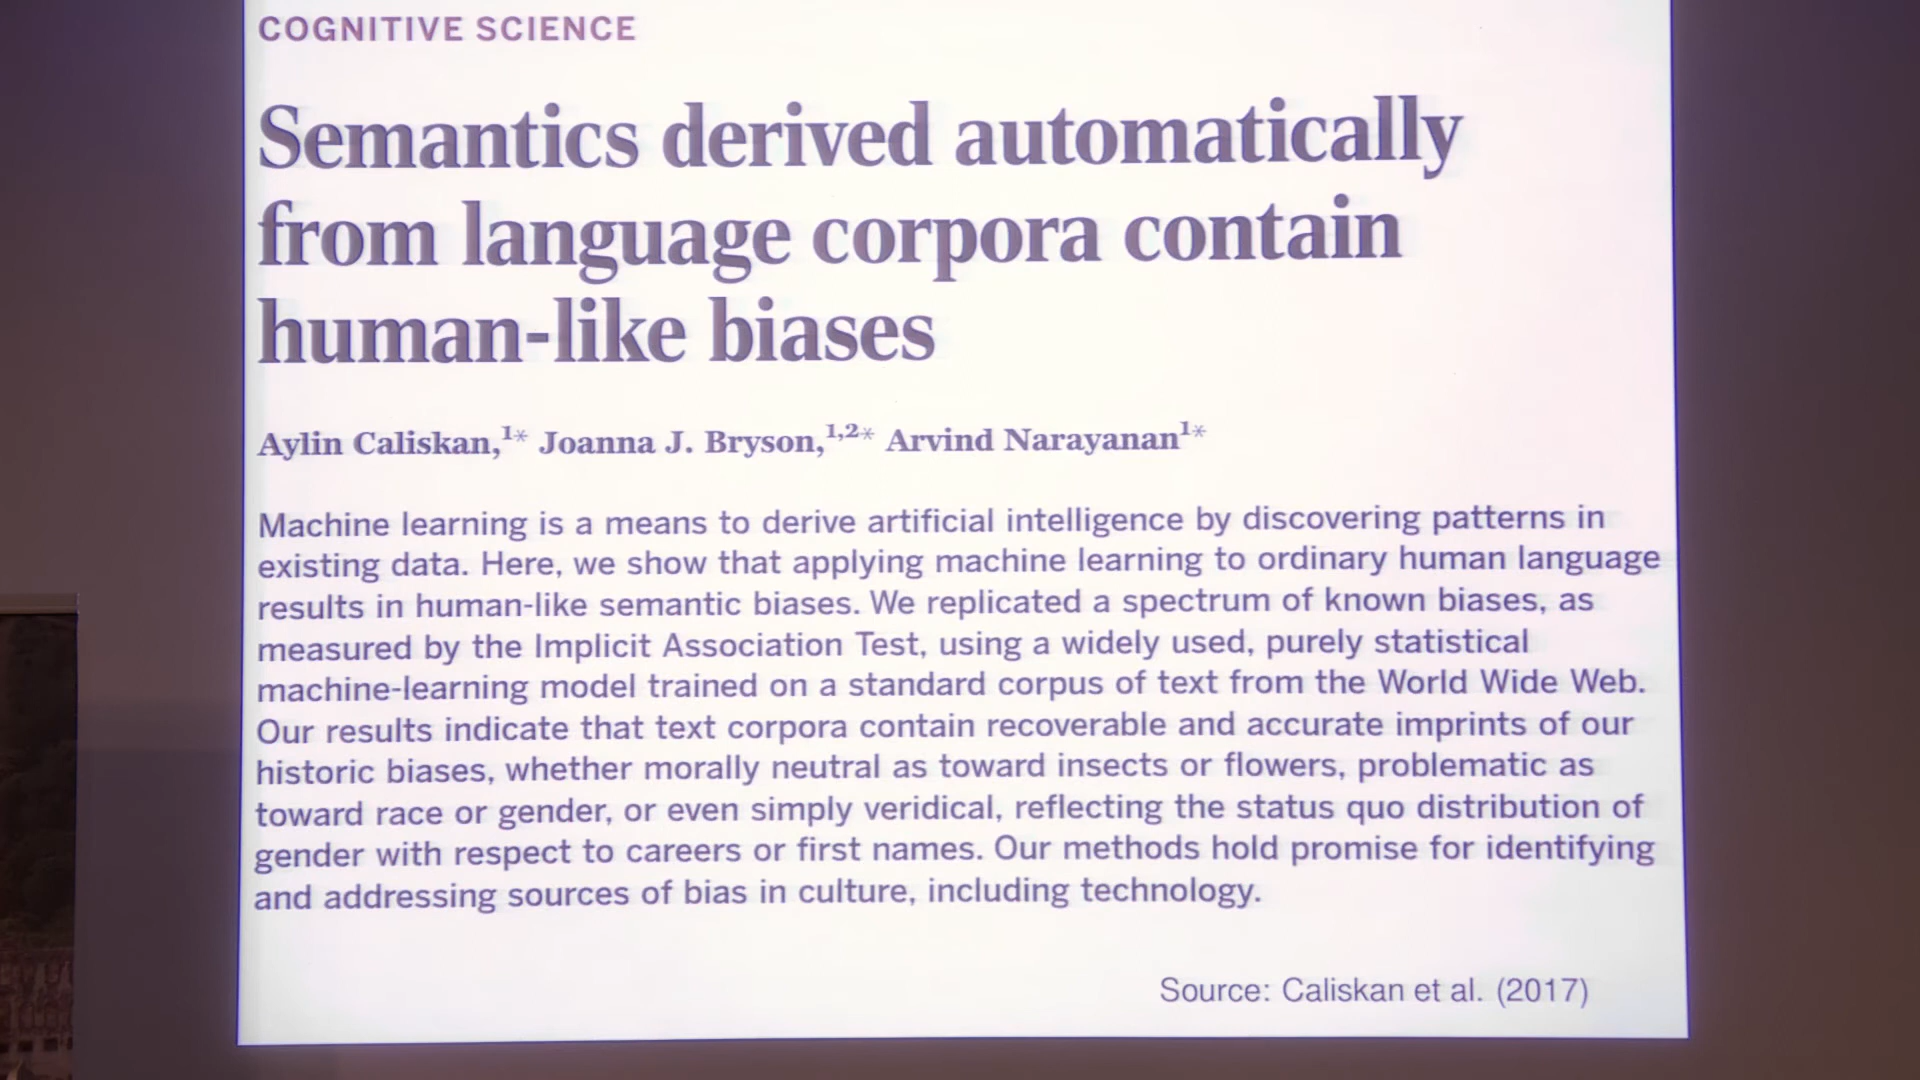 COGNITIVE SCIENCE
Semantics derived automatically
from language corpora contain
human-like biases
Aylin Caliskan,1* Joanna J. Bryson,1,2* Arvind Narayanan1*
Machine learning is a means to derive artificial intelligence by discovering patterns in
existing data. Here, we show that applying machine learning to ordinary human language
results in human-like semantic biases. We replicated a spectrum of known biases, as
measured by the Implicit Association Test, using a widely used, purely statistical
machine-learning model trained on a standard corpus of text from the World Wide Web.
Our results indicate that text corpora contain recoverable and accurate imprints of our
historic biases, whether morally neutral as toward insects or flowers, problematic as
toward race or gender, or even simply veridical, reflecting the status quo distribution of
gender with respect to careers or first names. Our methods hold promise for identifying
and addressing sources of bias in culture, including technology.
Source: Caliskan et al. (2017)